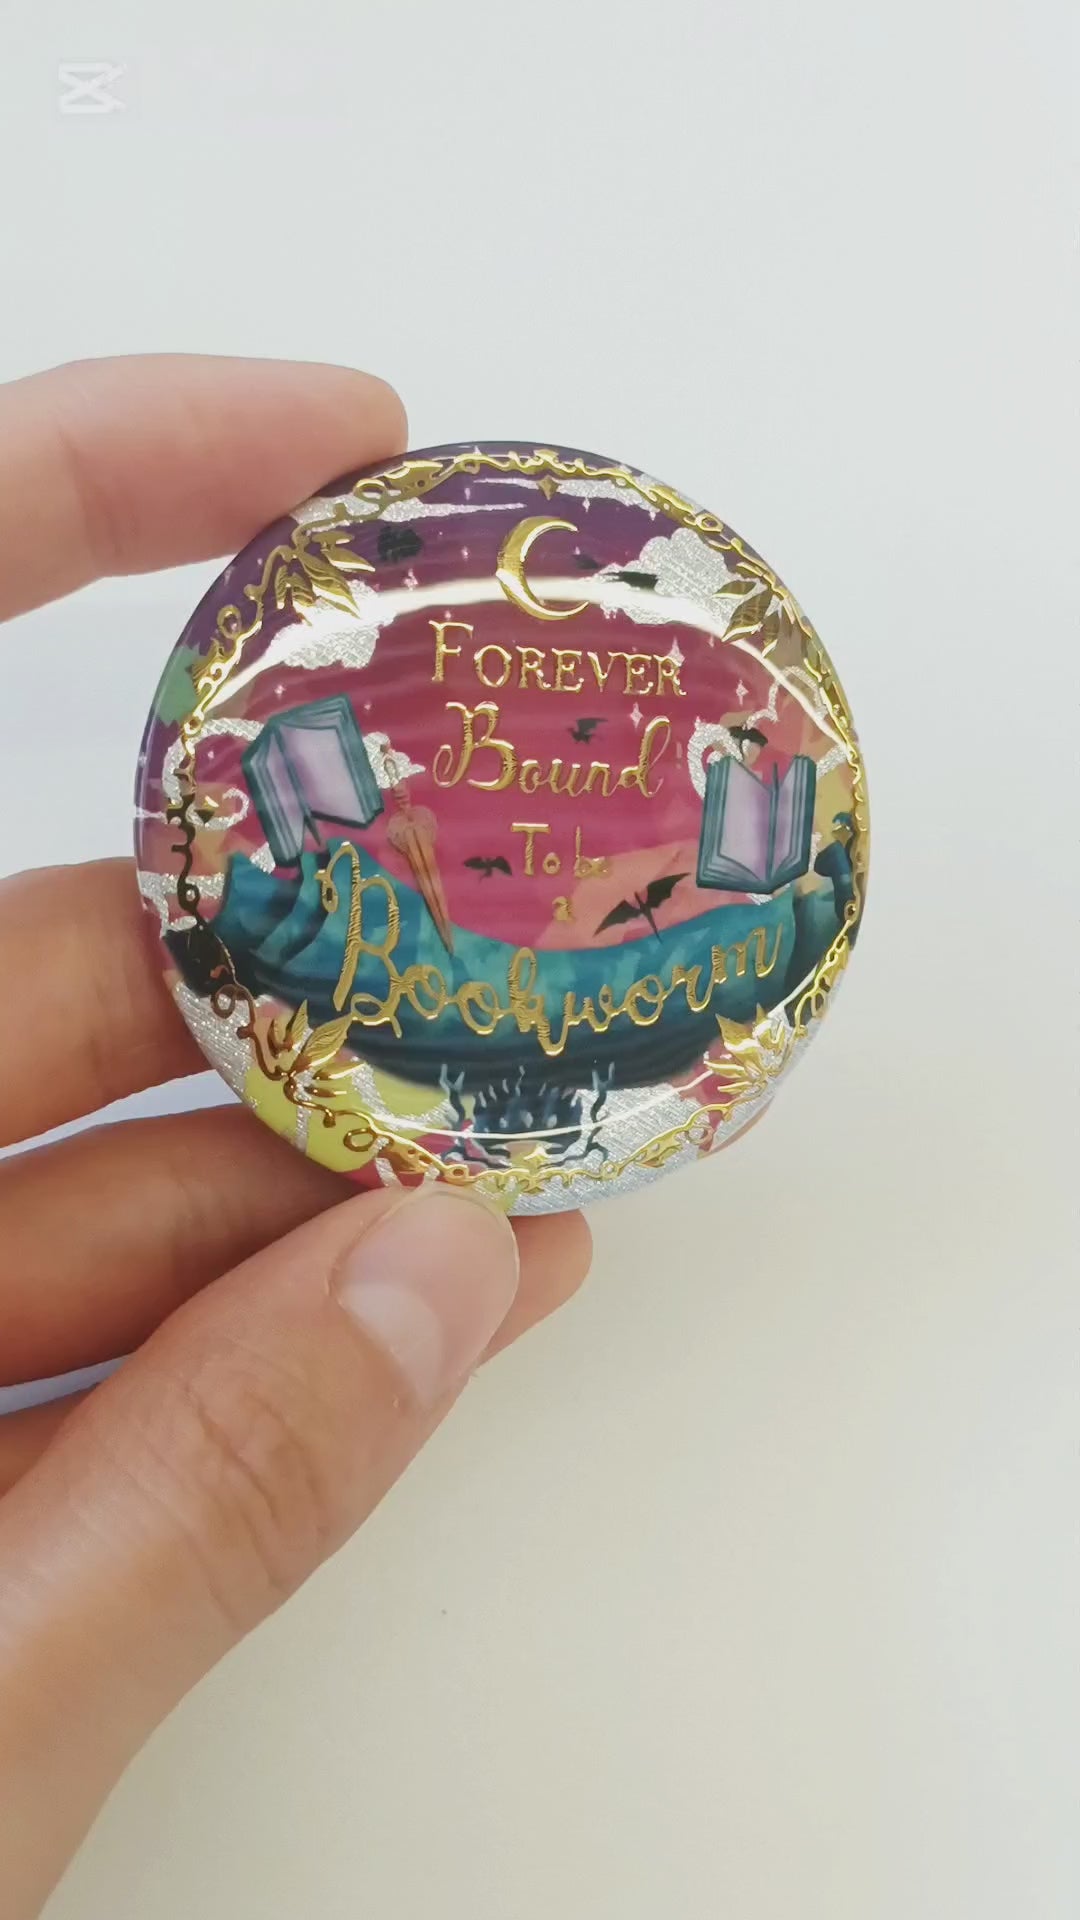 Forever
Bound
To be
a
Bookworm